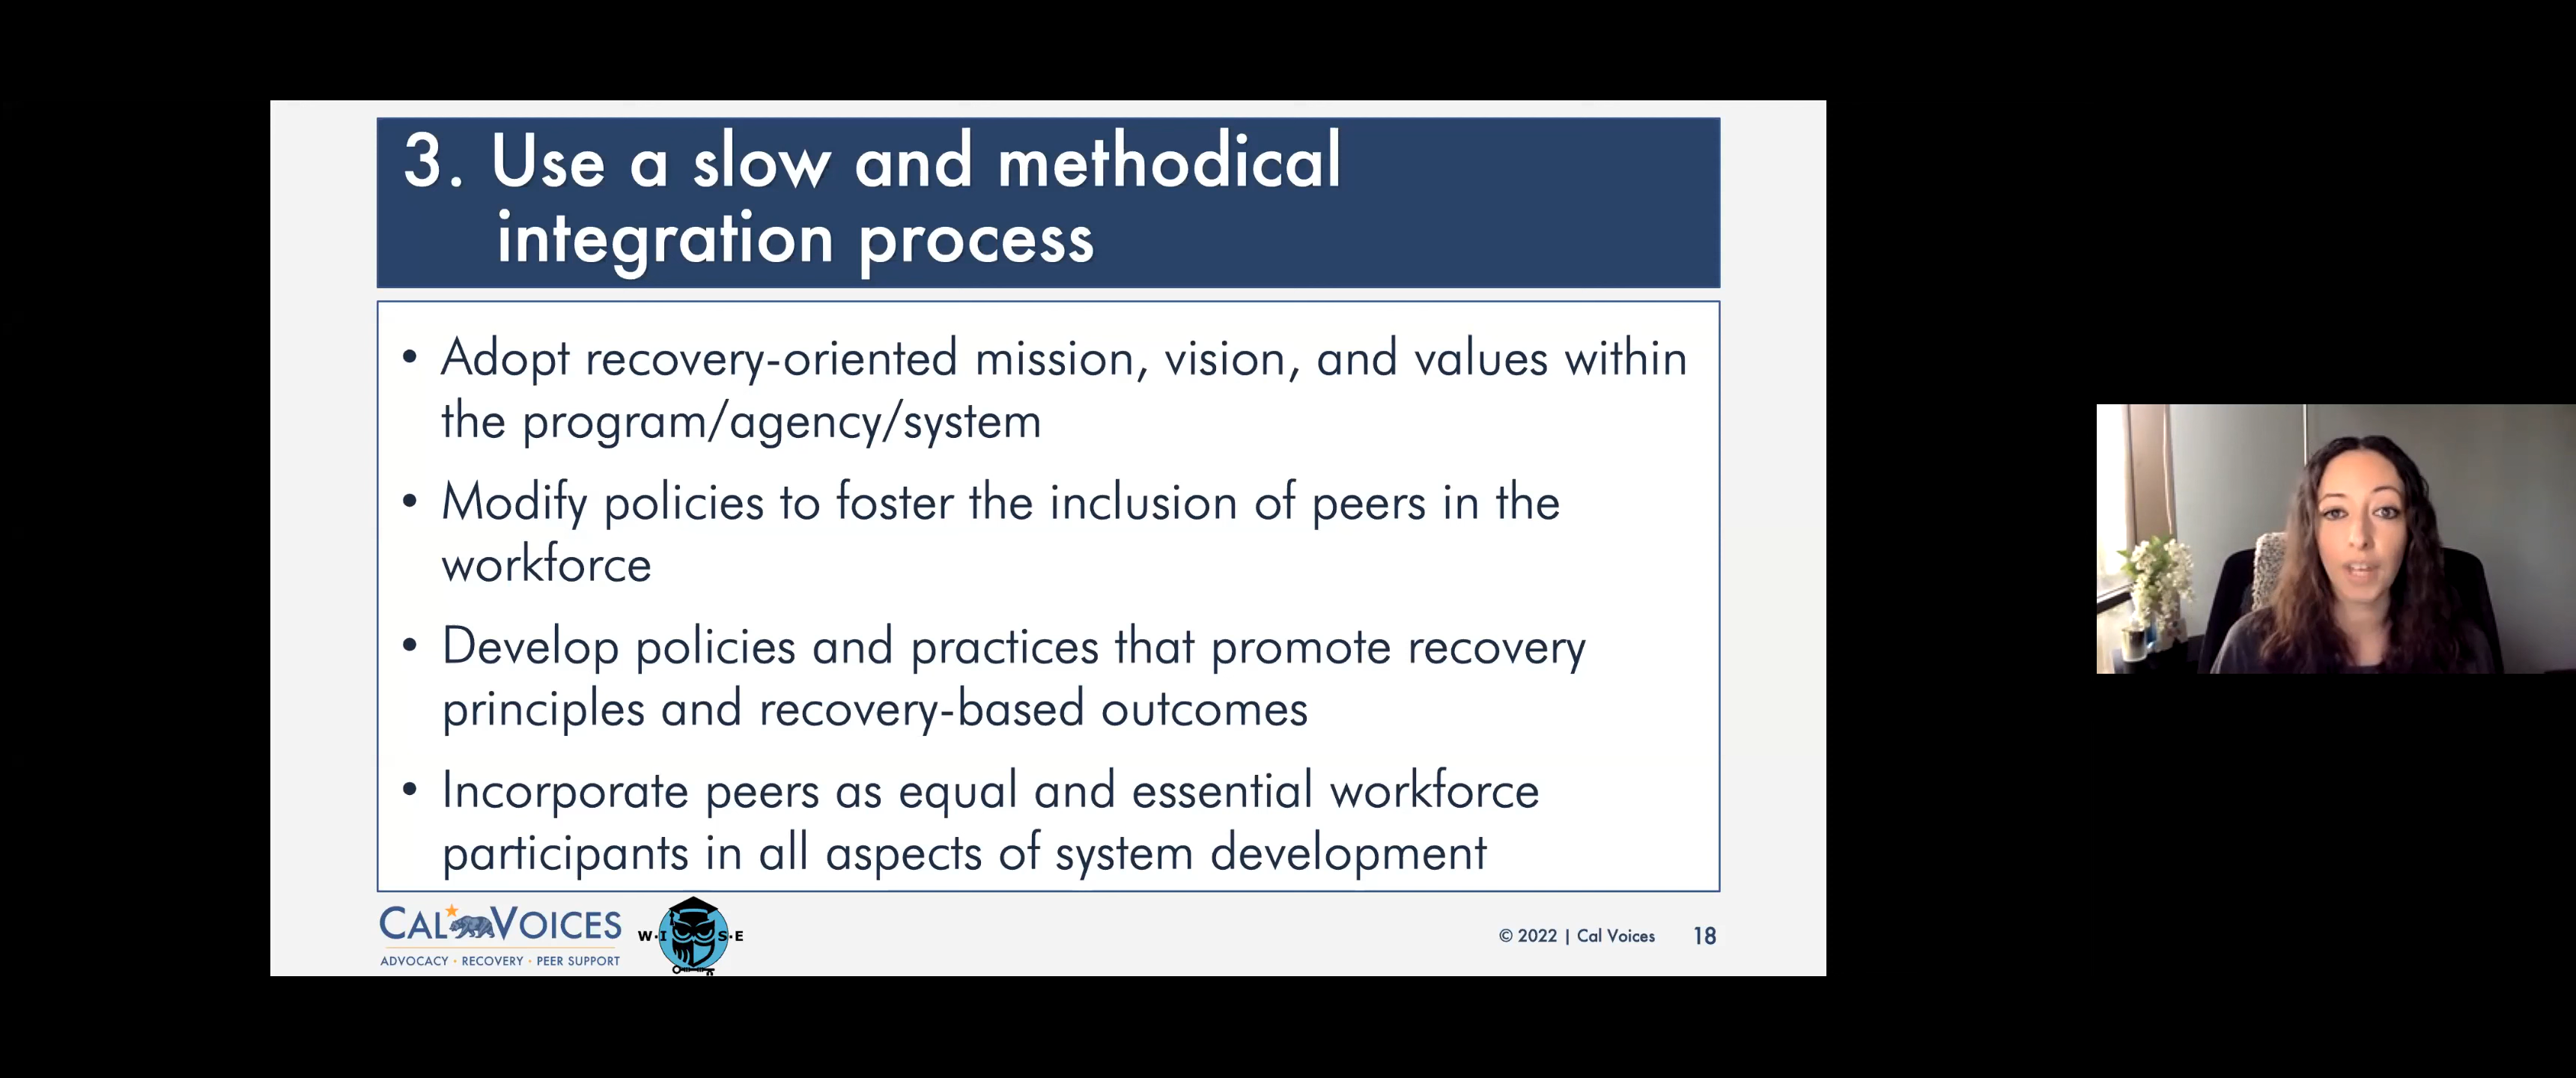 3. Use a slow and methodical
integration process
• Adopt recovery-oriented mission, vision, and values within
the program/agency/system
• Modify policies to foster the inclusion of peers in the
workforce
• Develop policies and practices that promote recovery
principles and recovery-based outcomes
• Incorporate peers as equal and essential workforce
participants in all aspects of system development
CAL VOICES
ADVOCACY · RECOVERY · PEER SUPPORT
W·I S·E
© 2022 | Cal Voices 18